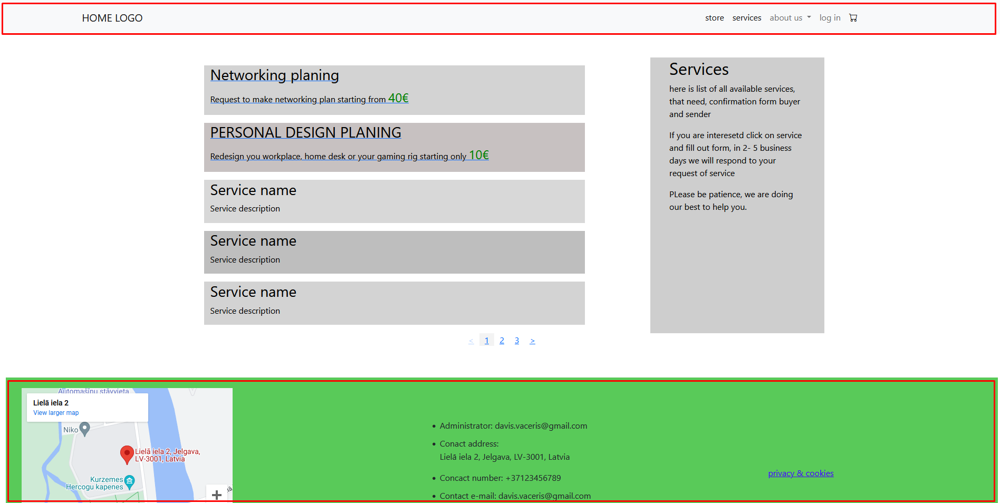 HOME LOGO
store services about us log in
Networking planing
Request to make networking plan starting from 40€
PERSONAL DESIGN PLANING
Redesign you workplace, home desk or your gaming rig starting only 10€
Service name
Service description
Service name
Service description
Service name
Service description
< 1 2 3 >
Services
here is list of all available services,
that need, confirmation form buyer
and sender
If you are interesetd click on service
and fill out form, in 2- 5 business
days we will respond to your
request of service
PLease be patience, we are doing
our best to help you.
Automašīnu stāvvieta
Lielā iela 2
View larger map
Niko
Lielā iela 2, Jelgava,
LV-3001, Latvia
Kurzemes
Hercogu kapenes
+
Administrator: davis.vaceris@gmail.com
Conact address:
Lielā iela 2, Jelgava, LV-3001, Latvia
Concact number: +37123456789
Contact e-mail: davis.vaceris@gmail.com
privacy & cookies